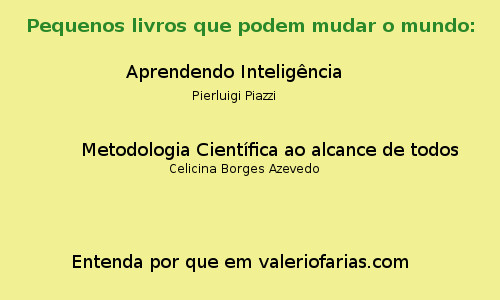 Pequenos livros que podem mudar o mundo:
Aprendendo Inteligência
Pierluigi Piazzi
Metodologia Científica ao alcance de todos
Celicina Borges Azevedo
Entenda por que em valeriofarias.com